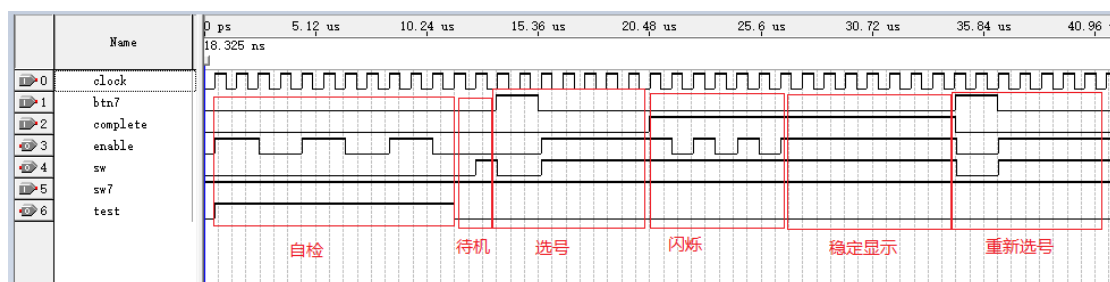 Name
0 ps 5.12 us 10.24 us 15.36 us 20.48 us 25.6 us 30.72 us 35.84 us 40.96
18.325 ns
0 clock
1 btn7
2 complete
3 enable
4 sw
5 sw7
6 test
自检 待机 选号 闪烁 稳定显示 重新选号